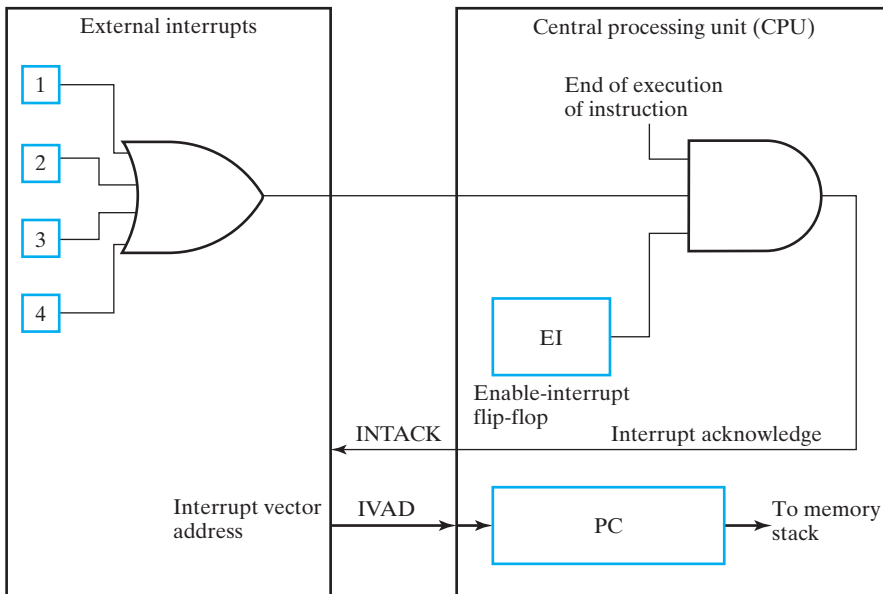 External interrupts
1
2
3
4
Central processing unit (CPU)
End of execution
of instruction
EI
Enable-interrupt
flip-flop
INTACK
Interrupt acknowledge
Interrupt vector
address
IVAD
PC
To memory
stack